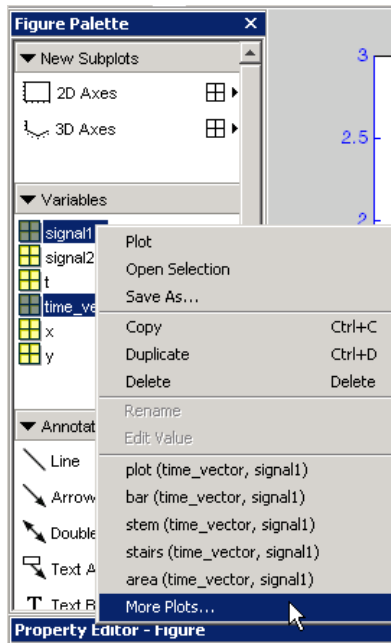 Figure Palette
New Subplots
2D Axes
3D Axes
Variables
signal1
signal2
t
time_ve
x
y
Annotat
Line
Arrow
Double
Text A
Text B
Property Editor - Figure
Plot
Open Selection
Save As...
Copy Ctrl+C
Duplicate Ctrl+D
Delete Delete
Rename
Edit Value
plot (time_vector, signal1)
bar (time_vector, signal1)
stem (time_vector, signal1)
stairs (time_vector, signal1)
area (time_vector, signal1)
More Plots...
3
2.5
2